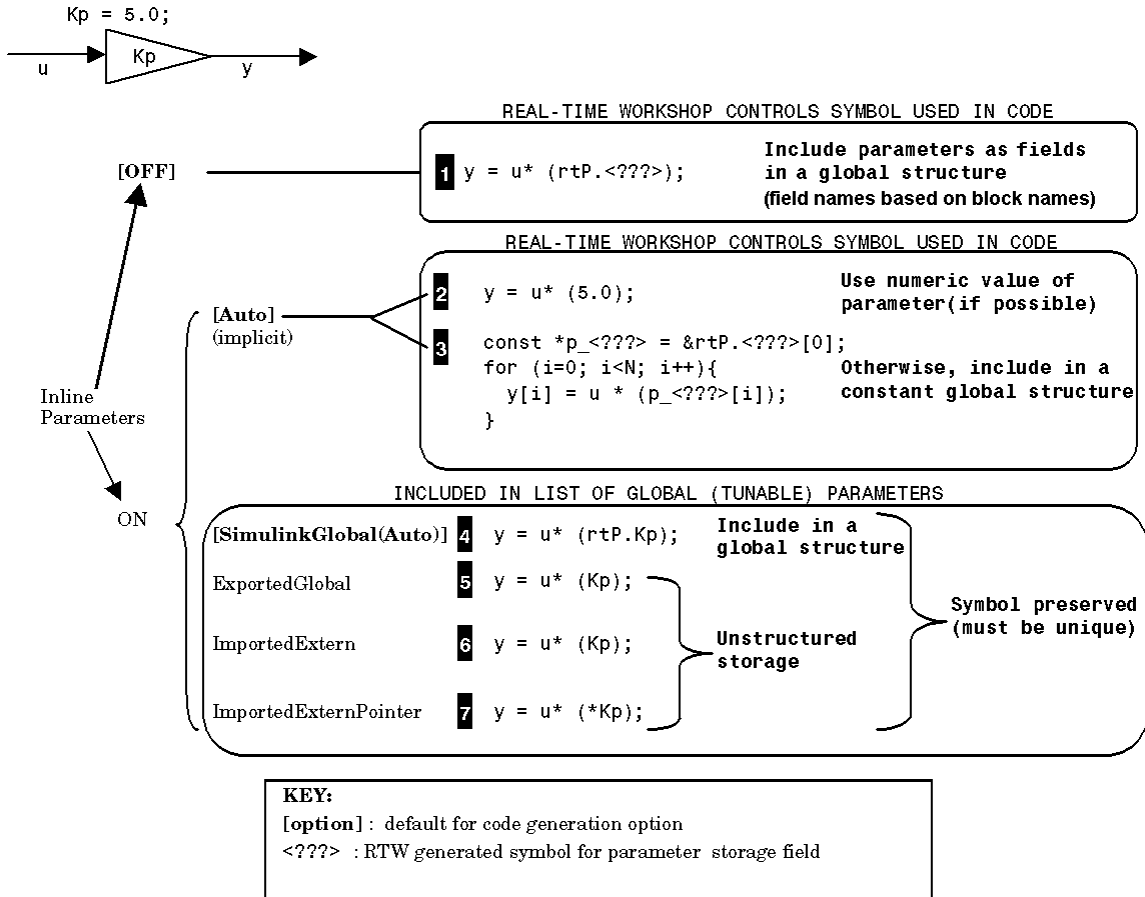 Kp = 5.0;
Kp
u
y
REAL-TIME WORKSHOP CONTROLS SYMBOL USED IN CODE
[OFF]
1 y = u* (rtP.<???>);
Include parameters as fields
in a global structure
(field names based on block names)
REAL-TIME WORKSHOP CONTROLS SYMBOL USED IN CODE
[Auto]
(implicit)
2 y = u* (5.0);
Use numeric value of
parameter(if possible)
3 const *p_<???> = &rtP.<???>[0];
for (i=0; i<N; i++){
y[i] = u * (p_<???>[i]);
}
Otherwise, include in a
constant global structure
Inline
Parameters
ON
INCLUDED IN LIST OF GLOBAL (TUNABLE) PARAMETERS
[SimulinkGlobal(Auto)] 4 y = u* (rtP.Kp);
Include in a
global structure
ExportedGlobal 5 y = u* (Kp);
ImportedExtern 6 y = u* (Kp);
ImportedExternPointer 7 y = u* (*Kp);
Unstructured
storage
Symbol preserved
(must be unique)
KEY:
[option] : default for code generation option
<???> : RTW generated symbol for parameter storage field